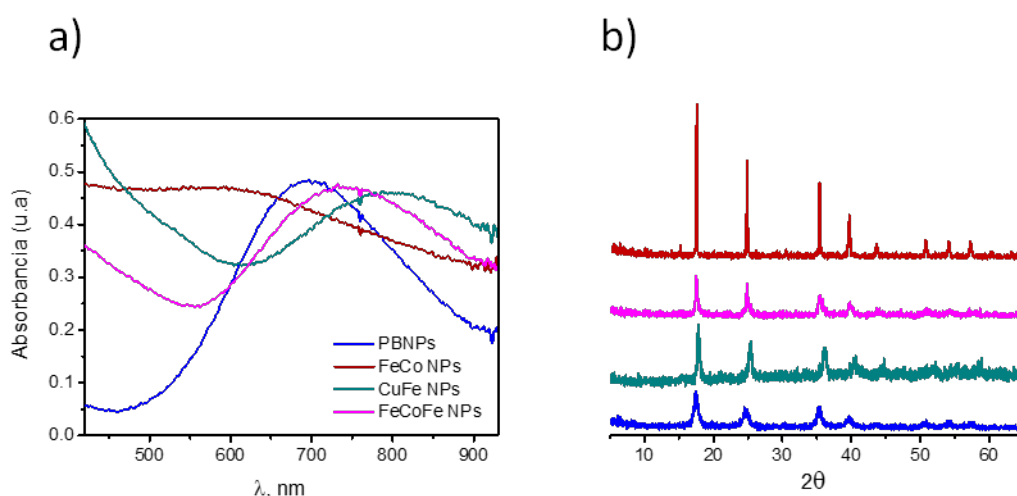 a)
b)
0.6
0.5
0.4
0.3
0.2
0.1
0.0
Absorbancia (u.a)
PBNPs
FeCo NPs
CuFe NPs
FeCoFe NPs
500 600 700 800 900
λ, nm
10 20 30 40 50 60
2θ